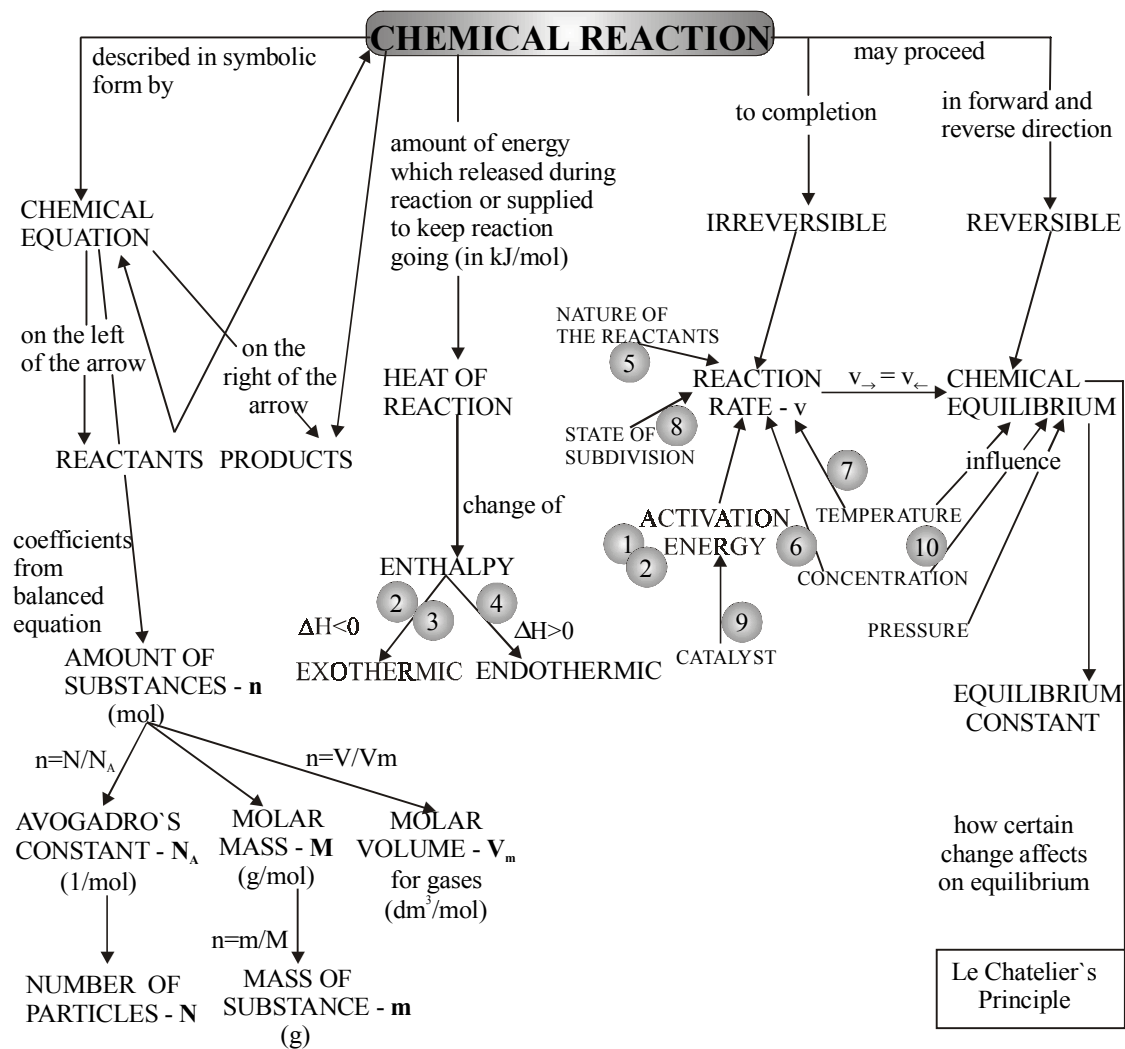 CHEMICAL REACTION
described in symbolic
form by
may proceed
to completion
in forward and
reverse direction
amount of energy
which released during
reaction or supplied
to keep reaction
going (in kJ/mol)
CHEMICAL
EQUATION
IRREVERSIBLE
REVERSIBLE
on the left
of the arrow
on the
right of the
arrow
NATURE OF
THE REACTANTS
5
HEAT OF
REACTION
REACTION
RATE - v
v→ = v←
CHEMICAL
EQUILIBRIUM
STATE OF
SUBDIVISION
8
REACTANTS
PRODUCTS
influence
7
change of
TEMPERATURE
ACTIVATION
ENERGY
1
2
6
10
CONCENTRATION
coefficients
from
balanced
equation
ENTHALPY
2
3
4
9
ΔH<0
ΔH>0
PRESSURE
CATALYST
EXOTHERMIC
ENDOTHERMIC
AMOUNT OF
SUBSTANCES - n
(mol)
EQUILIBRIUM
CONSTANT
n=N/NA
n=V/Vm
AVOGADRO`S
CONSTANT - NA
(1/mol)
MOLAR
MASS - M
(g/mol)
MOLAR
VOLUME - Vm
for gases
(dm³/mol)
how certain
change affects
on equilibrium
n=m/M
NUMBER OF
PARTICLES - N
MASS OF
SUBSTANCE - m
(g)
Le Chatelier`s
Principle